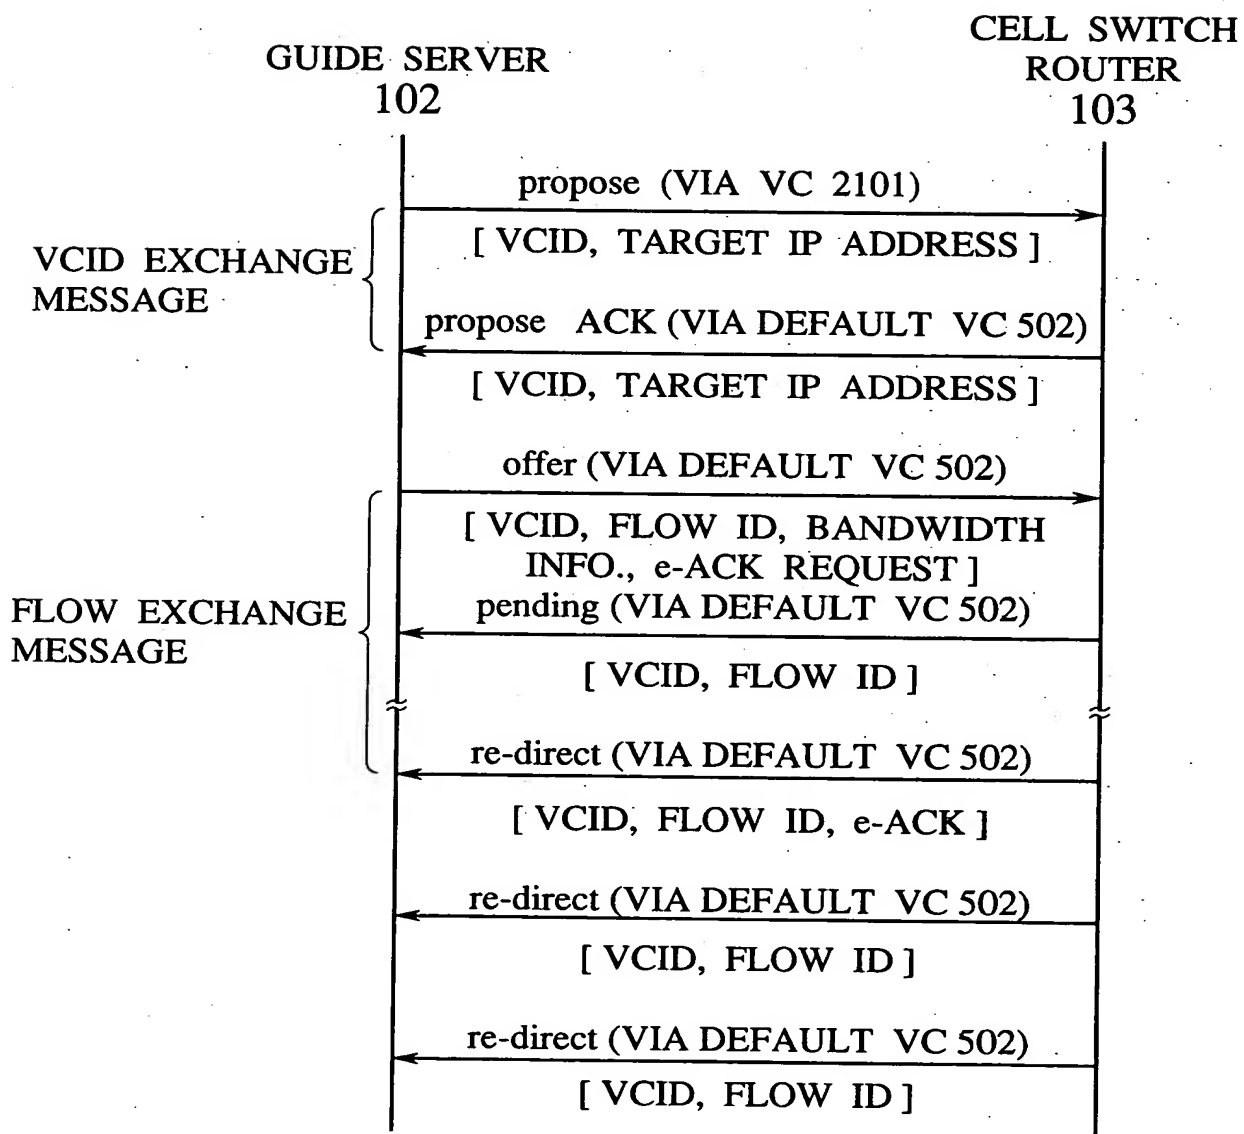 GUIDE SERVER
102
CELL SWITCH
ROUTER
103
propose (VIA VC 2101)
[ VCID, TARGET IP ADDRESS ]
VCID EXCHANGE
MESSAGE
propose ACK (VIA DEFAULT VC 502)
[ VCID, TARGET IP ADDRESS ]
offer (VIA DEFAULT VC 502)
[ VCID, FLOW ID, BANDWIDTH
INFO., e-ACK REQUEST ]
pending (VIA DEFAULT VC 502)
FLOW EXCHANGE
MESSAGE
[ VCID, FLOW ID ]
re-direct (VIA DEFAULT VC 502)
[ VCID, FLOW ID, e-ACK ]
re-direct (VIA DEFAULT VC 502)
[ VCID, FLOW ID ]
re-direct (VIA DEFAULT VC 502)
[ VCID, FLOW ID ]